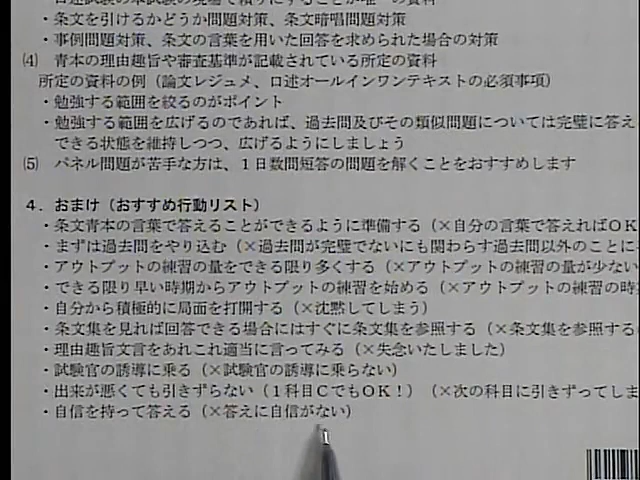 ・条文を引けるかどうか問題対策、条文暗唱問題対策
・事例問題対策、条文の言葉を用いた回答を求められた場合の対策
⑷ 青本の理由趣旨や審査基準が記載されている所定の資料
所定の資料の例（論文レジュメ、口述オールインワンテキストの必須事項）
・勉強する範囲を絞るのがポイント
・勉強する範囲を広げるのであれば、過去問及びその類似問題については完璧に答え
できる状態を維持しつつ、広げるようにしましょう
⑸ パネル問題が苦手な方は、１日数問短答の問題を解くことをおすすめします
４．おまけ（おすすめ行動リスト）
・条文青本の言葉で答えることができるように準備する（×自分の言葉で答えればＯＫ
・まずは過去問をやり込む（×過去問が完璧でないにも関わらす過去問以外のことに
・アウトプットの練習の量をできる限り多くする（×アウトプットの練習の量が少ない
・できる限り早い時期からアウトプットの練習を始める（×アウトプットの練習の時
・自分から積極的に局面を打開する（×沈黙してしまう）
・条文集を見れば回答できる場合にはすぐに条文集を参照する（×条文集を参照する
・理由趣旨文言をあれこれ適当に言ってみる（×失念いたしました）
・試験官の誘導に乗る（×試験官の誘導に乗らない）
・出来が悪くても引きずらない（１科目ＣでもＯＫ！）（×次の科目に引きずってしま
・自信を持って答える（×答えに自信がない）